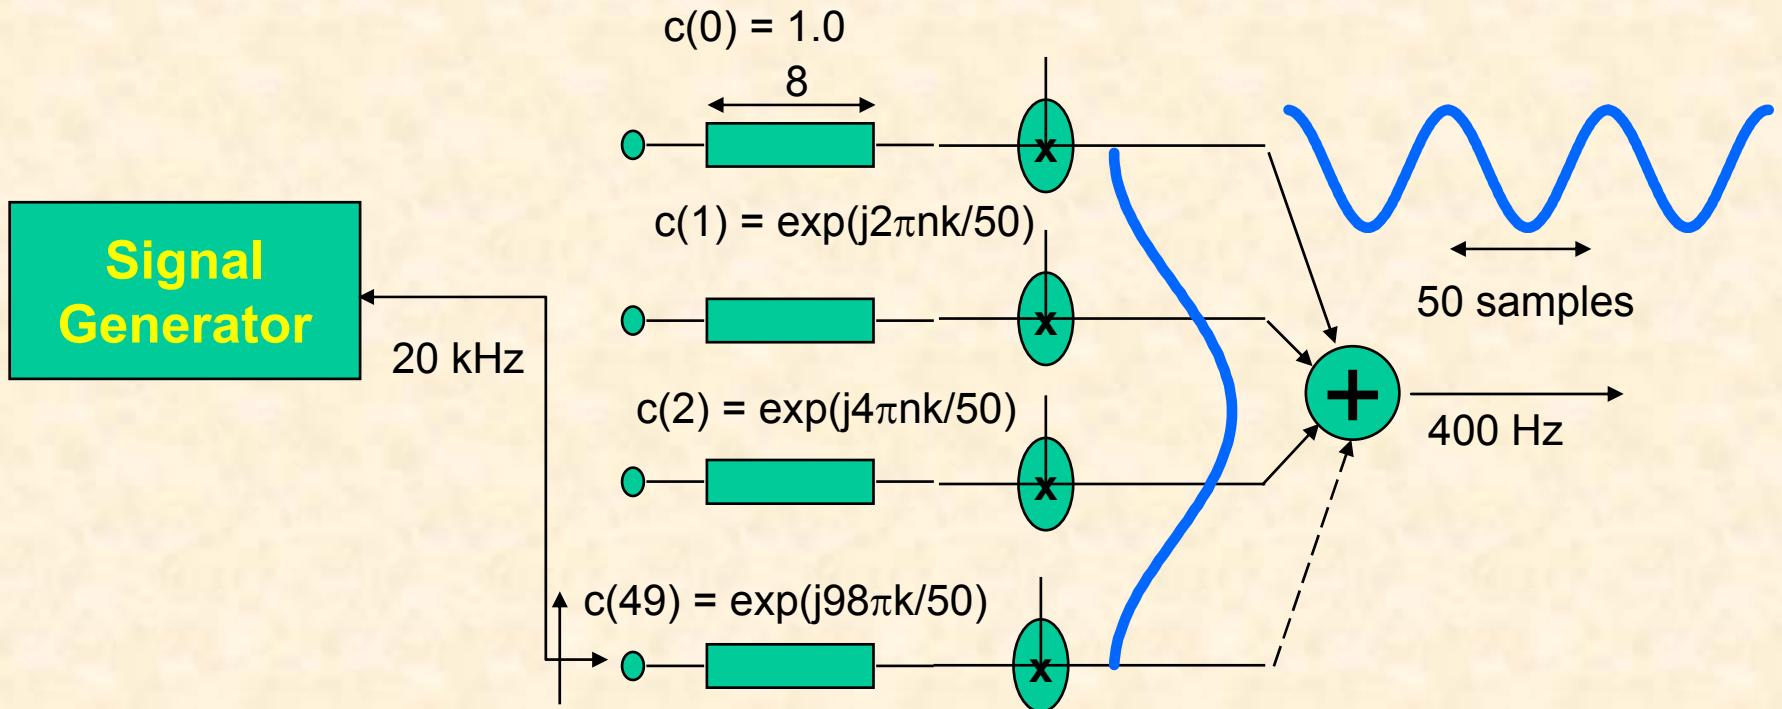 c(0) = 1.0
8
x
c(1) = exp(j2πnk/50)
x
50 samples
Signal
Generator
20 kHz
c(2) = exp(j4πnk/50)
x
+
400 Hz
c(49) = exp(j98πk/50)
x